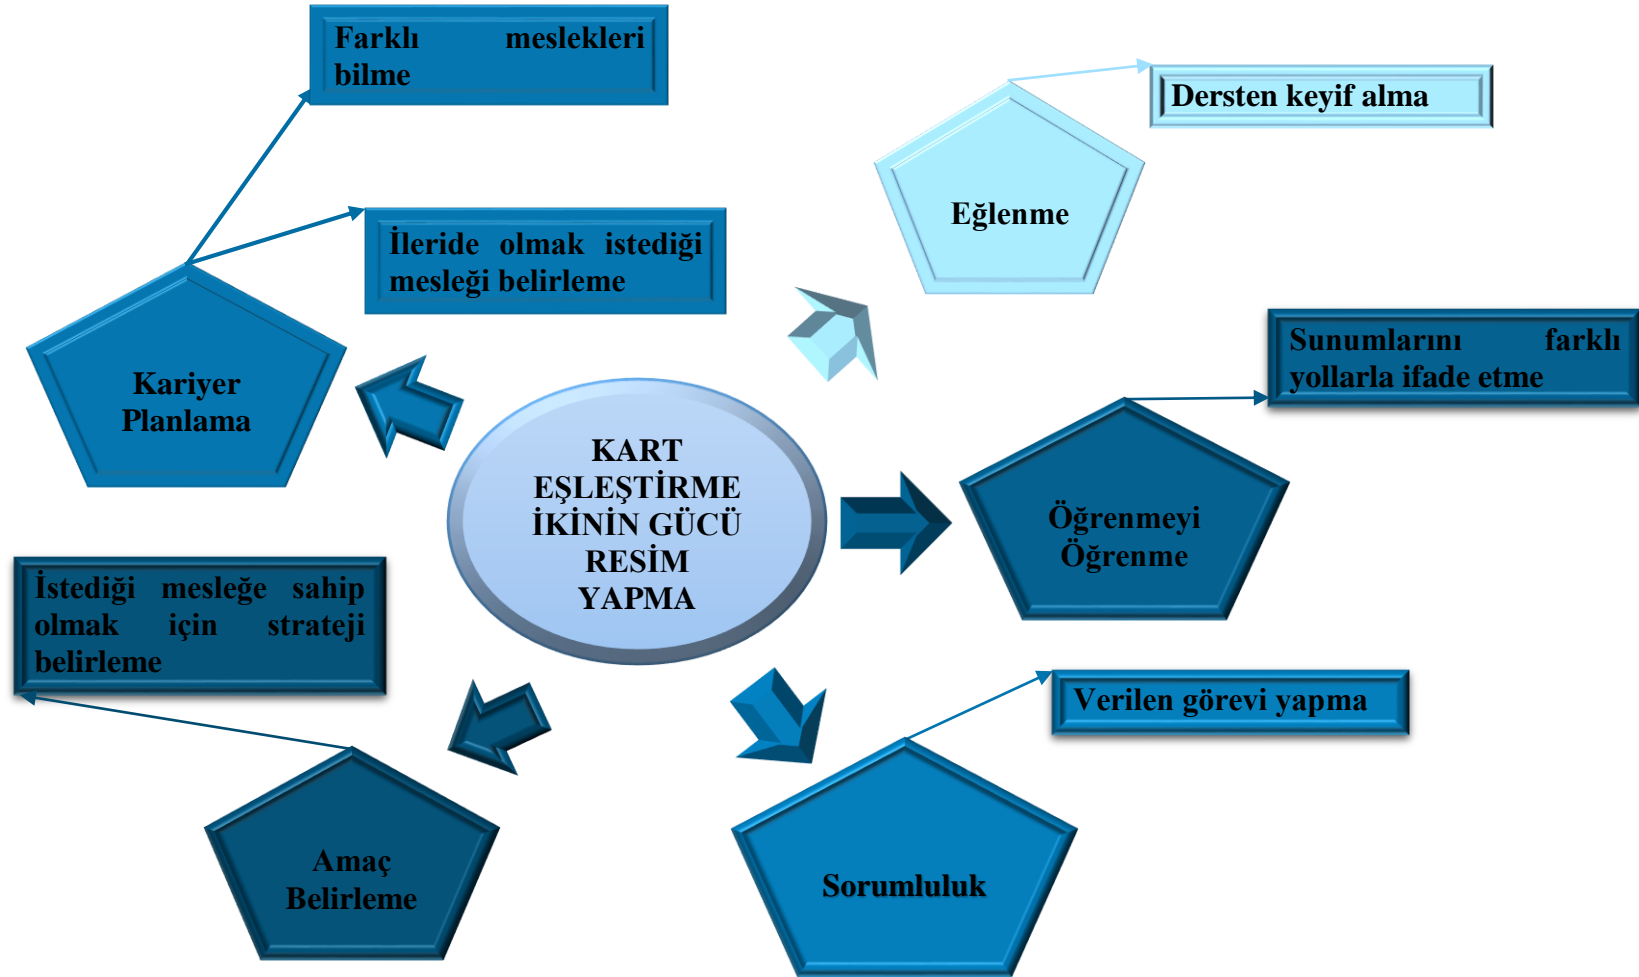 Farklı meslekleri
bilme
Dersten keyif alma
Eğlenme
İleride olmak istediği
mesleği belirleme
Sunumlarını farklı
yollarla ifade etme
Kariyer
Planlama
KART
EŞLEŞTİRME
İKİNİN GÜCÜ
RESİM
YAPMA
Öğrenmeyi
Öğrenme
İstediği mesleğe sahip
olmak için strateji
belirleme
Verilen görevi yapma
Amaç
Belirleme
Sorumluluk